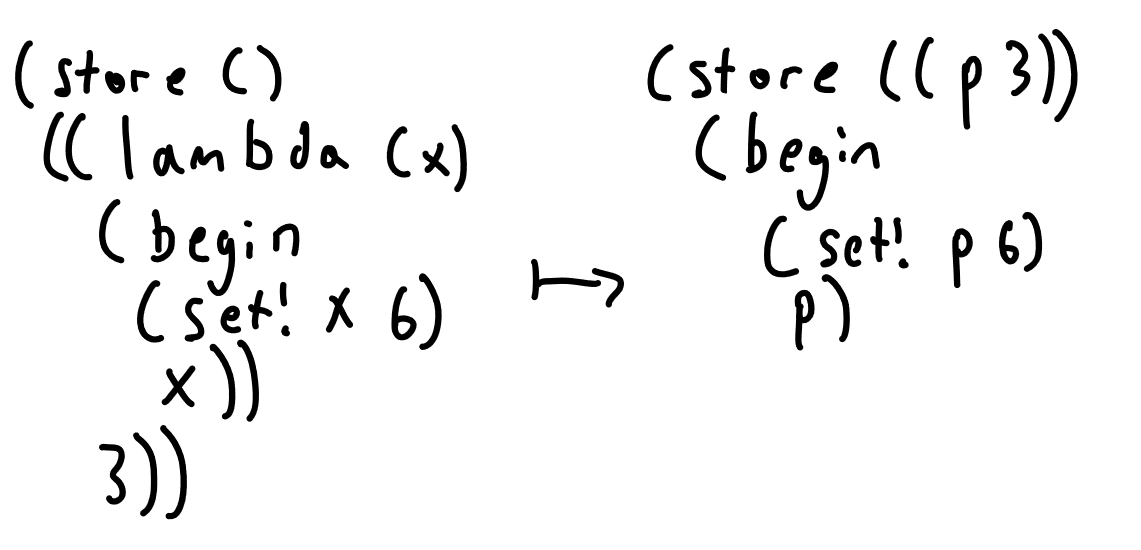 (store ()
((lambda (x)
(begin
(set! x 6)
x))
3))
↦
(store ((p 3))
(begin
(set! p 6)
p)